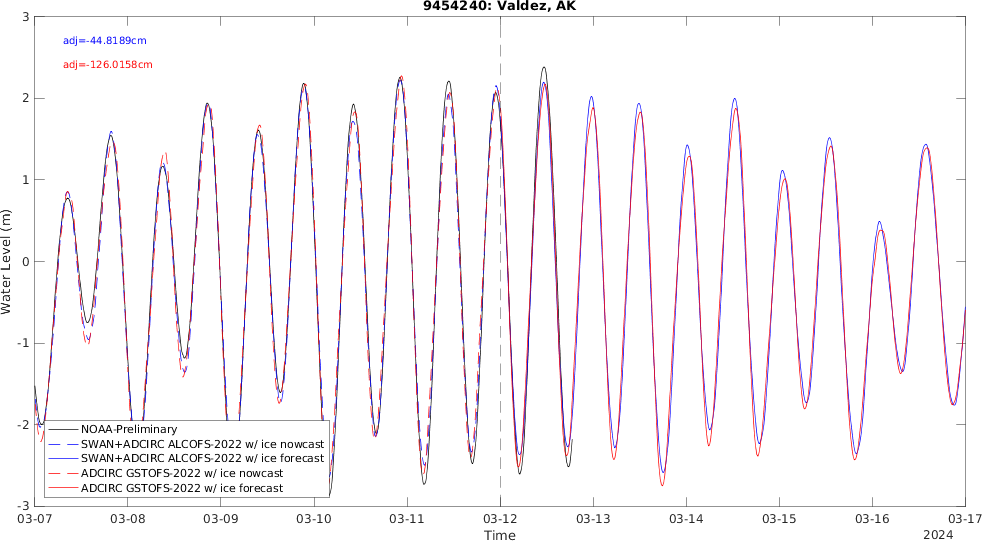 9454240: Valdez, AK
adj=-44.8189cm
adj=-126.0158cm
Water Level (m)
3
2
1
0
-1
-2
-3
NOAA-Preliminary
SWAN+ADCIRC ALCOFS-2022 w/ ice nowcast
SWAN+ADCIRC ALCOFS-2022 w/ ice forecast
ADCIRC GSTOFS-2022 w/ ice nowcast
ADCIRC GSTOFS-2022 w/ ice forecast
03-07 03-08 03-09 03-10 03-11 03-12 03-13 03-14 03-15 03-16 03-17
Time
2024